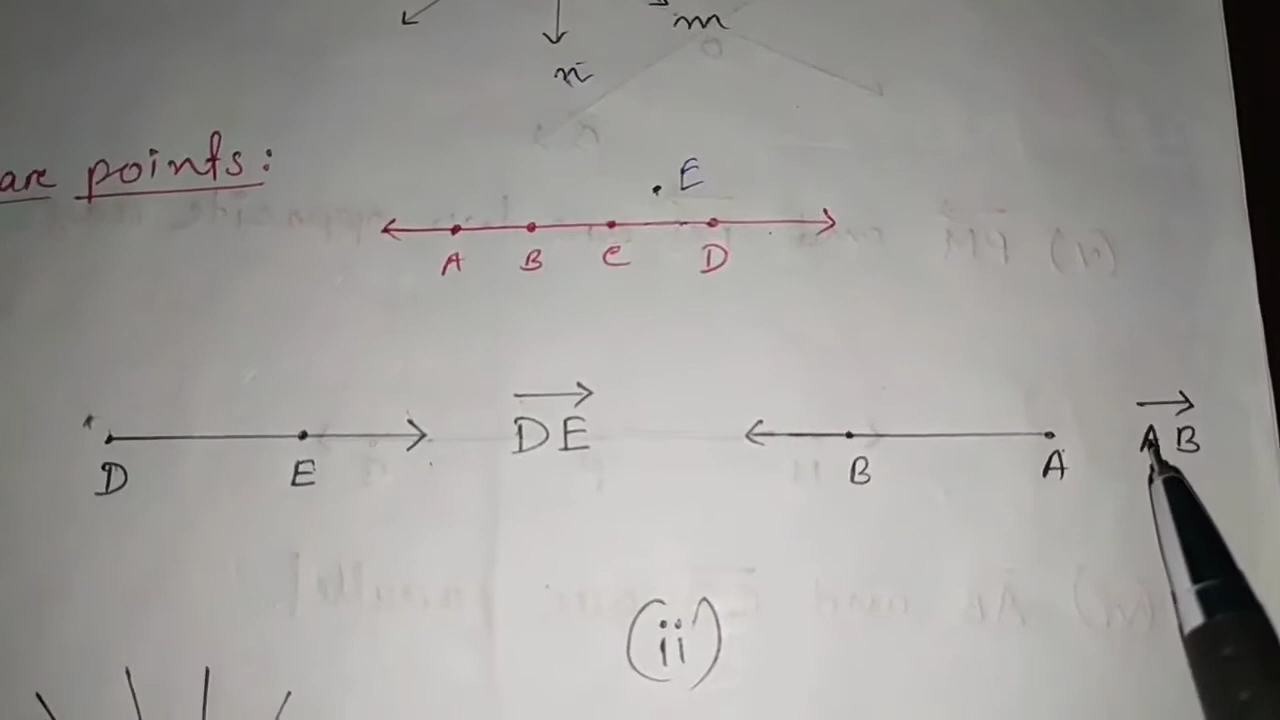 m
n
are points:
. E
A B C D
D E
DE
B A
AB
(ii)